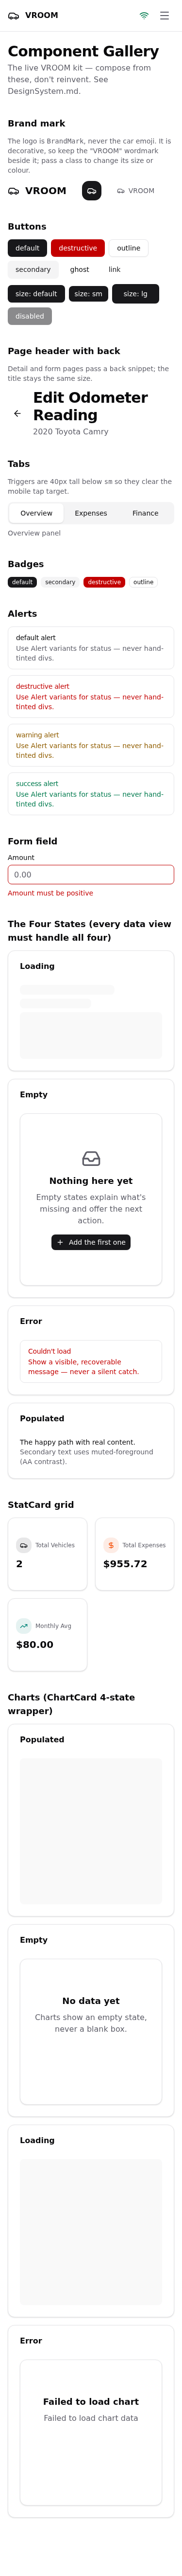 VROOM
Component Gallery
The living VROOM kit — compose from
these, don't reinvent. See
DesignSystem.md.
Brand mark
The logo is BrandMark, never the car emoji. It is
decorative, so keep the "VROOM" wordmark
beside it; pass a class to change its size or
colour.
VROOM VROOM
Buttons
default destructive outline
secondary ghost link
size: default size: sm size: lg
disabled
Page header with back
Detail and form pages pass a back snippet; the
title stays the same size.
Edit Odometer
Reading
2020 Toyota Camry
Tabs
Triggers are 40px tall below sm so they clear the
mobile tap target.
Overview Expenses Finance
Overview panel
Badges
default secondary destructive outline
Alerts
default alert
Use Alert variants for status — never hand-
tinted divs.
destructive alert
Use Alert variants for status — never hand-
tinted divs.
warning alert
Use Alert variants for status — never hand-
tinted divs.
success alert
Use Alert variants for status — never hand-
tinted divs.
Form field
Amount
0.00
Amount must be positive
The Four States (every data view
must handle all four)
Loading
Empty
Nothing here yet
Empty states explain what's
missing and offer the next
action.
+ Add the first one
Error
Couldn't load
Show a visible, recoverable
message — never a silent catch.
Populated
The happy path with real content.
Secondary text uses muted-foreground
(AA contrast).
StatCard grid
Total Vehicles
2
$ Total Expenses
$955.72
Monthly Avg
$80.00
Charts (ChartCard 4-state
wrapper)
Populated
Empty
No data yet
Charts show an empty state,
never a blank box.
Loading
Error
Failed to load chart
Failed to load chart data